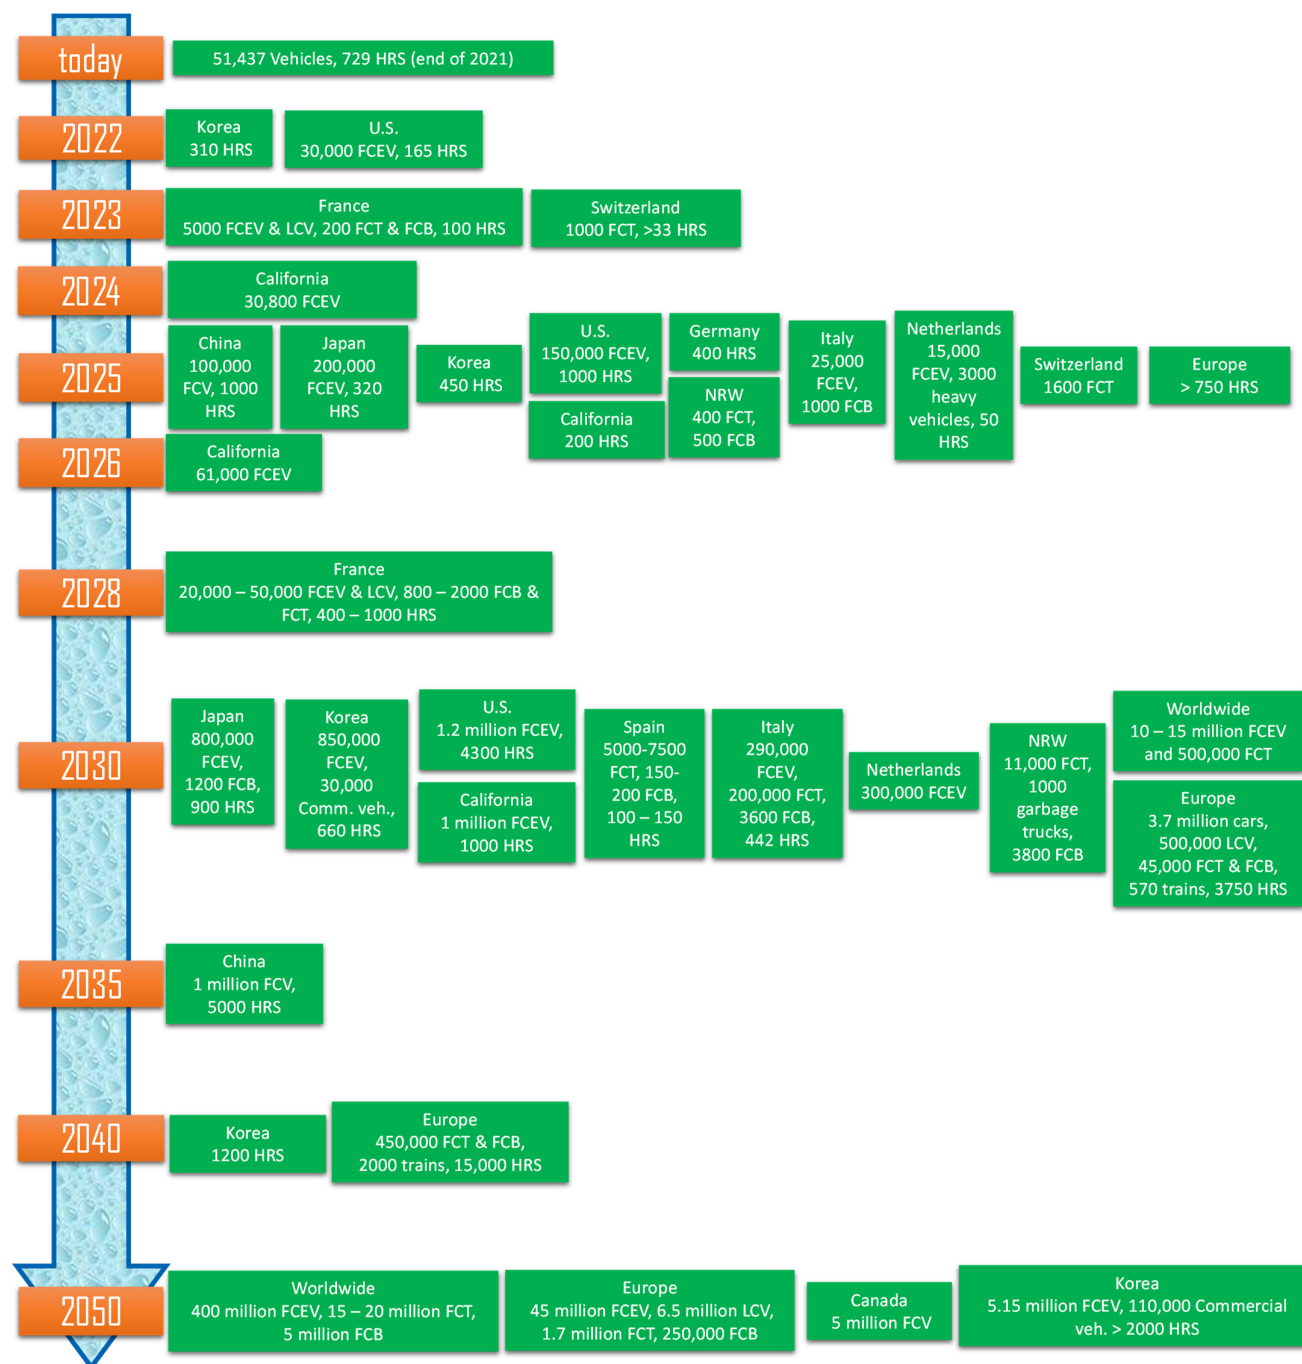 today
51,437 Vehicles, 729 HRS (end of 2021)
2022
Korea
310 HRS
U.S.
30,000 FCEV, 165 HRS
2023
France
5000 FCEV & LCV, 200 FCT & FCB, 100 HRS
Switzerland
1000 FCT, >33 HRS
2024
California
30,800 FCEV
2025
China
100,000
FCV, 1000
HRS
Japan
200,000
FCEV, 320
HRS
Korea
450 HRS
U.S.
150,000 FCEV,
1000 HRS
California
200 HRS
Germany
400 HRS
NRW
400 FCT,
500 FCB
Italy
25,000
FCEV,
1000 FCB
Netherlands
15,000
FCEV, 3000
heavy
vehicles, 50
HRS
Switzerland
1600 FCT
Europe
> 750 HRS
2026
California
61,000 FCEV
2028
France
20,000 – 50,000 FCEV & LCV, 800 – 2000 FCB &
FCT, 400 – 1000 HRS
2030
Japan
800,000
FCEV,
1200 FCB,
900 HRS
Korea
850,000
FCEV,
30,000
Comm. veh.,
660 HRS
U.S.
1.2 million FCEV,
4300 HRS
California
1 million FCEV,
1000 HRS
Spain
5000-7500
FCT, 150-
200 FCB,
100 – 150
HRS
Italy
290,000
FCEV,
200,000 FCT,
3600 FCB,
442 HRS
Netherlands
300,000 FCEV
NRW
11,000 FCT,
1000
garbage
trucks,
3800 FCB
Worldwide
10 – 15 million FCEV
and 500,000 FCT
Europe
3.7 million cars,
500,000 LCV,
45,000 FCT & FCB,
570 trains, 3750 HRS
2035
China
1 million FCV,
5000 HRS
2040
Korea
1200 HRS
Europe
450,000 FCT & FCB,
2000 trains, 15,000 HRS
2050
Worldwide
400 million FCEV, 15 – 20 million FCT,
5 million FCB
Europe
45 million FCEV, 6.5 million LCV,
1.7 million FCT, 250,000 FCB
Canada
5 million FCV
Korea
5.15 million FCEV, 110,000 Commercial
veh. > 2000 HRS